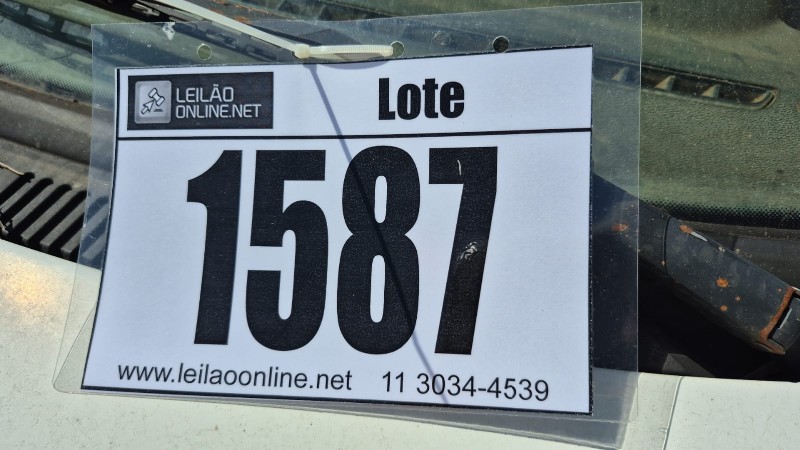 LEILÃO
ONLINE.NET
Lote
1587
www.leilaoonline.net 11 3034-4539